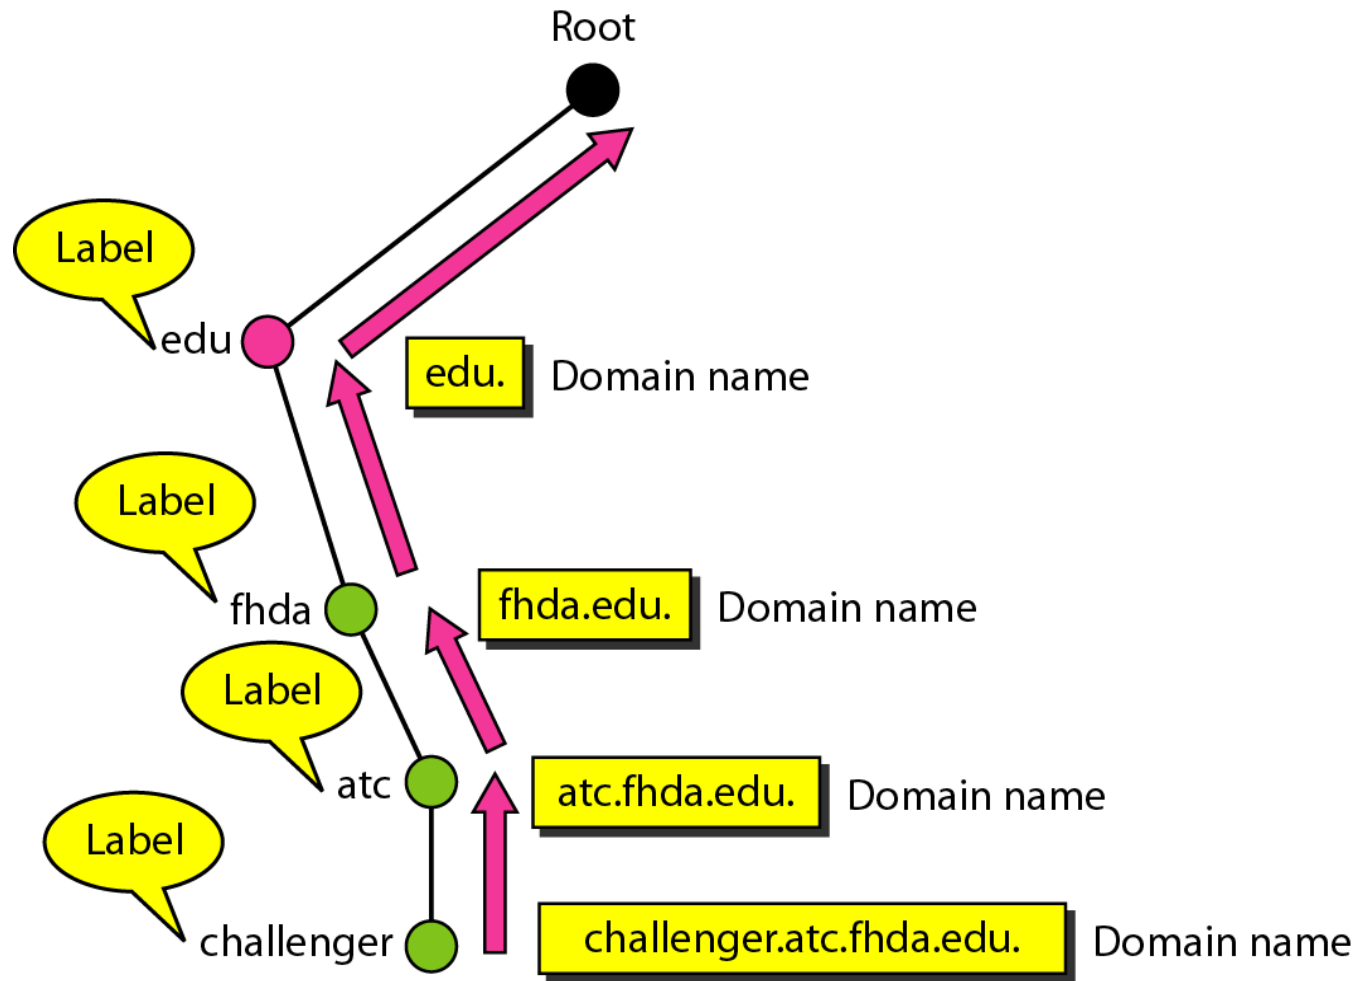 Root
Label
edu
edu.
Domain name
Label
fhda
fhda.edu.
Domain name
Label
atc
atc.fhda.edu.
Domain name
Label
challenger
challenger.atc.fhda.edu.
Domain name